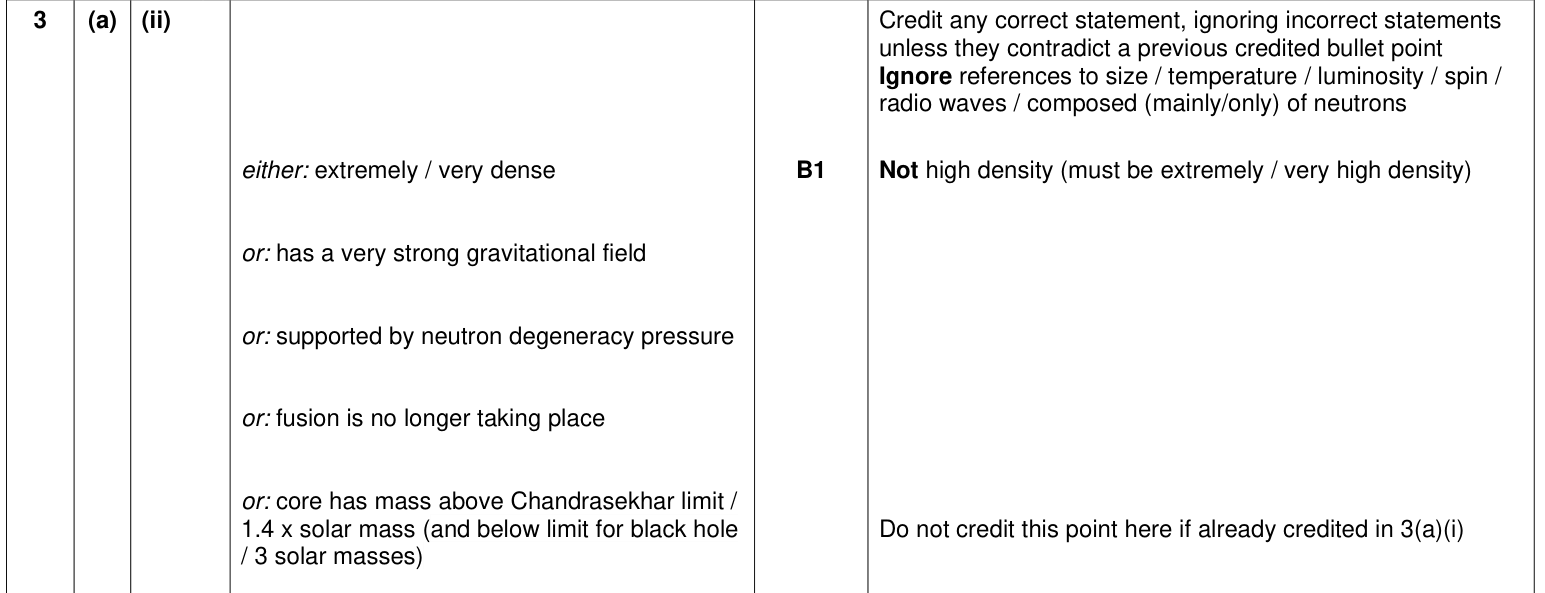 3 (a) (ii) Credit any correct statement, ignoring incorrect statements
unless they contradict a previous credited bullet point
Ignore references to size / temperature / luminosity / spin /
radio waves / composed (mainly/only) of neutrons
either: extremely / very dense B1 Not high density (must be extremely / very high density)
or: has a very strong gravitational field
or: supported by neutron degeneracy pressure
or: fusion is no longer taking place
or: core has mass above Chandrasekhar limit /
1.4 x solar mass (and below limit for black hole Do not credit this point here if already credited in 3(a)(i)
/ 3 solar masses)